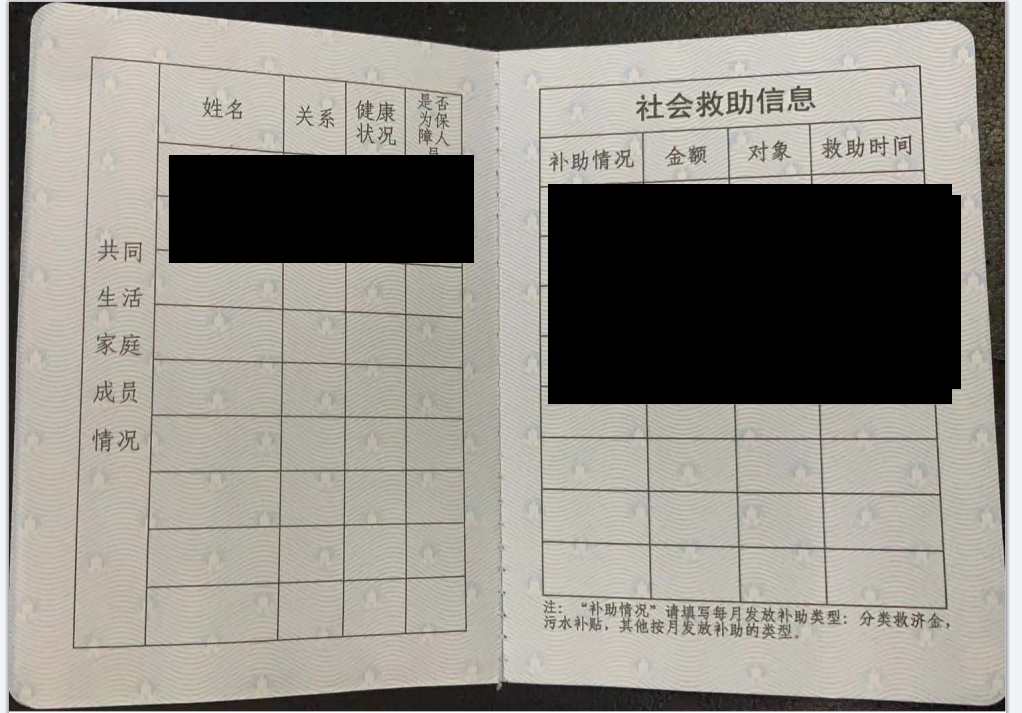 姓名
关系
健康
状况
是否
为保
障人
员
共同
生活
家庭
成员
情况
社会救助信息
补助情况
金额
对象
救助时间
注：“补助情况”请填写每月发放补助类型：分类救济金，
污水补贴，其他按月发放补助的类型。